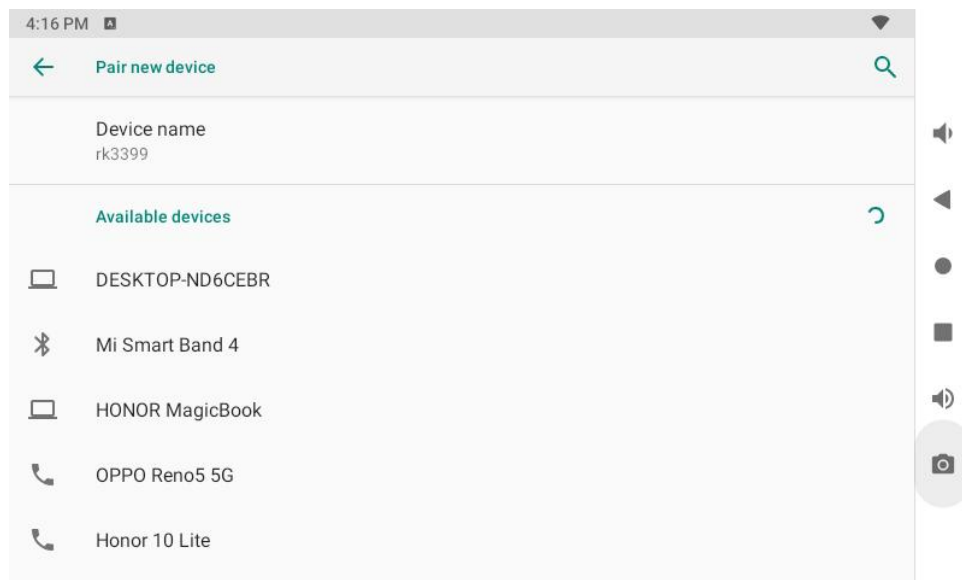 4:16 PM A
Pair new device
Device name
rk3399
Available devices
DESKTOP-ND6CEBR
Mi Smart Band 4
HONOR MagicBook
OPPO Reno5 5G
Honor 10 Lite